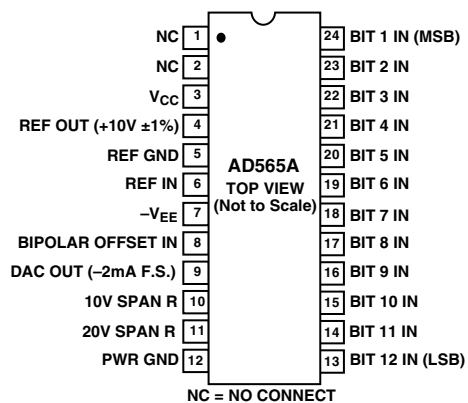 NC 1
NC 2
VCC 3
REF OUT (+10V ±1%) 4
REF GND 5
REF IN 6
–VEE 7
BIPOLAR OFFSET IN 8
DAC OUT (–2mA F.S.) 9
10V SPAN R 10
20V SPAN R 11
PWR GND 12
AD565A
TOP VIEW
(Not to Scale)
24 BIT 1 IN (MSB)
23 BIT 2 IN
22 BIT 3 IN
21 BIT 4 IN
20 BIT 5 IN
19 BIT 6 IN
18 BIT 7 IN
17 BIT 8 IN
16 BIT 9 IN
15 BIT 10 IN
14 BIT 11 IN
13 BIT 12 IN (LSB)
NC = NO CONNECT